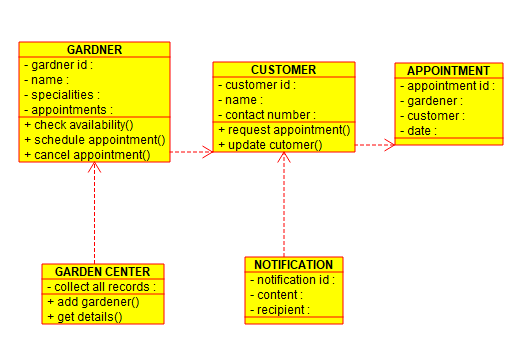 GARDNER
- gardner id :
- name :
- specialities :
- appointments :
+ check availability()
+ schedule appointment()
+ cancel appointment()
CUSTOMER
- customer id :
- name :
- contact number :
+ request appointment()
+ update cutomer()
APPOINTMENT
- appointment id :
- gardener :
- customer :
- date :
GARDEN CENTER
- collect all records :
+ add gardener()
+ get details()
NOTIFICATION
- notification id :
- content :
- recipient :